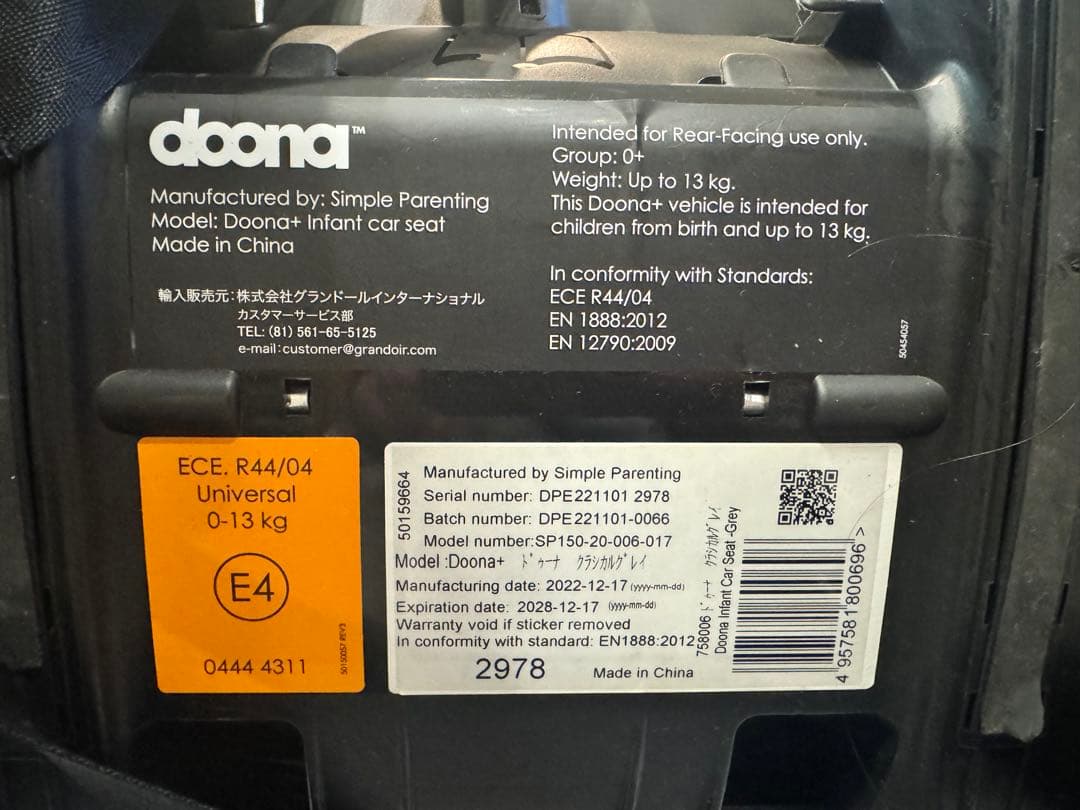 doona™
Manufactured by: Simple Parenting
Model: Doona+ Infant car seat
Made in China
輸入販売元:株式会社グランドールインターナショナル
カスタマーサービス部
TEL: (81) 561-65-5125
e-mail:customer@grandoir.com
Intended for Rear-Facing use only.
Group: 0+
Weight: Up to 13 kg.
This Doona+ vehicle is intended for
children from birth and up to 13 kg.
In conformity with Standards:
ECE R44/04
EN 1888:2012
EN 12790:2009
50454057
ECE. R44/04
Universal
0-13 kg
E4
0444 4311
50150057 REV3
50159664
Manufactured by Simple Parenting
Serial number: DPE221101 2978
Batch number: DPE221101-0066
Model number:SP150-20-006-017
Model :Doona+ ドゥーナ クラシカルグレイ
Manufacturing date: 2022-12-17 (yyyy-mm-dd)
Expiration date: 2028-12-17 (yyyy-mm-dd)
Warranty void if sticker removed
In conformity with standard: EN1888:2012
2978
Made in China
758006 ドゥーナ クラシカルグレイ
Doona Infant Car Seat -Grey
4 957581 800696 >